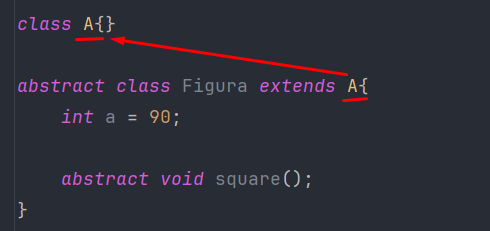 class A{}
abstract class Figura extends A{
int a = 90;
abstract void square();
}